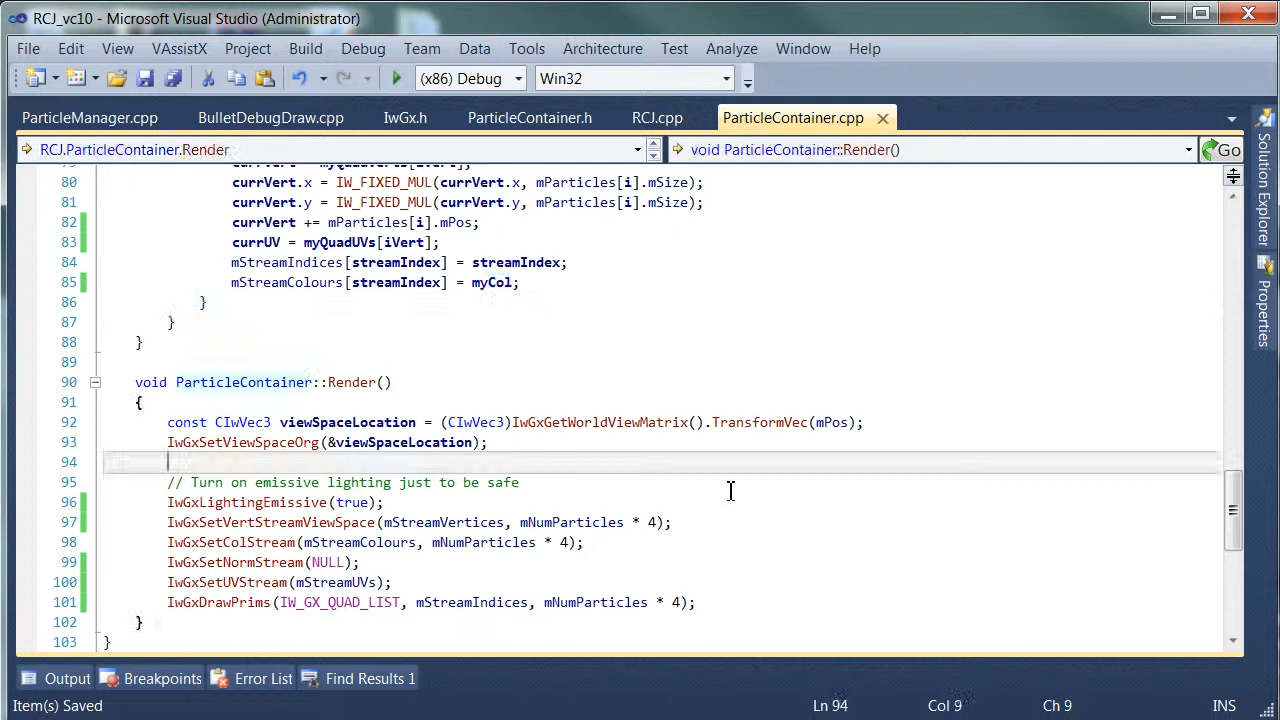 RCJ_vc10 - Microsoft Visual Studio (Administrator)
File Edit View VAssistX Project Build Debug Team Data Tools Architecture Test Analyze Window Help
(x86) Debug Win32
ParticleManager.cpp BulletDebugDraw.cpp IwGx.h ParticleContainer.h RCJ.cpp ParticleContainer.cpp
RCJ.ParticleContainer.Render void ParticleContainer::Render() Go
80 currVert.x = IW_FIXED_MUL(currVert.x, mParticles[i].mSize);
81 currVert.y = IW_FIXED_MUL(currVert.y, mParticles[i].mSize);
82 currVert += mParticles[i].mPos;
83 currUV = myQuadUVs[iVert];
84 mStreamIndices[streamIndex] = streamIndex;
85 mStreamColours[streamIndex] = myCol;
86 }
87 }
88 }
89
90 void ParticleContainer::Render()
91 {
92 const CIwVec3 viewSpaceLocation = (CIwVec3)IwGxGetWorldViewMatrix().TransformVec(mPos);
93 IwGxSetViewSpaceOrg(&viewSpaceLocation);
94
95 // Turn on emissive lighting just to be safe
96 IwGxLightingEmissive(true);
97 IwGxSetVertStreamViewSpace(mStreamVertices, mNumParticles * 4);
98 IwGxSetColStream(mStreamColours, mNumParticles * 4);
99 IwGxSetNormStream(NULL);
100 IwGxSetUVStream(mStreamUVs);
101 IwGxDrawPrims(IW_GX_QUAD_LIST, mStreamIndices, mNumParticles * 4);
102 }
103 }
Solution Explorer
Properties
Output Breakpoints Error List Find Results 1
Item(s) Saved Ln 94 Col 9 Ch 9 INS